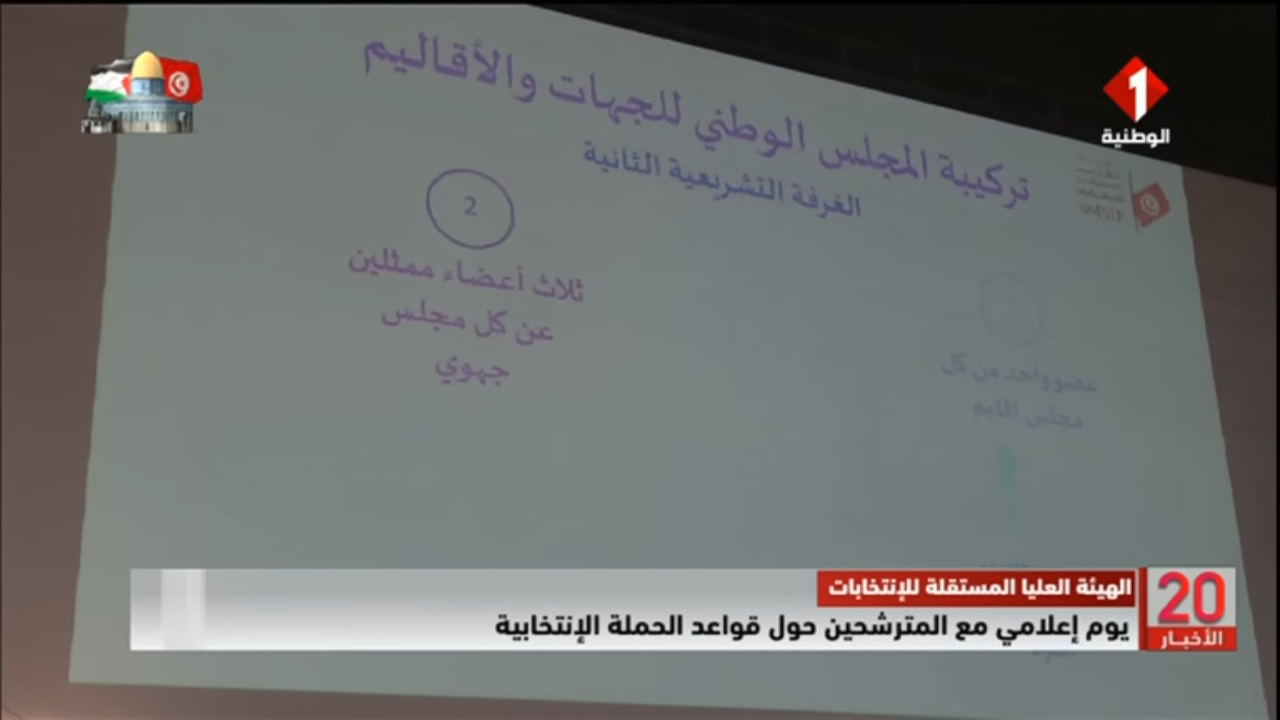 1
الوطنية
تركيبة المجلس الوطني للجهات والأقاليم
الغرفة التشريعية الثانية
1
عضو واحد من كل
مجلس اقليم
2
ثلاث أعضاء ممثلين
عن كل مجلس
جهوي
20
الأخبار
الهيئة العليا المستقلة للإنتخابات
يوم إعلامي مع المترشحين حول قواعد الحملة الإنتخابية